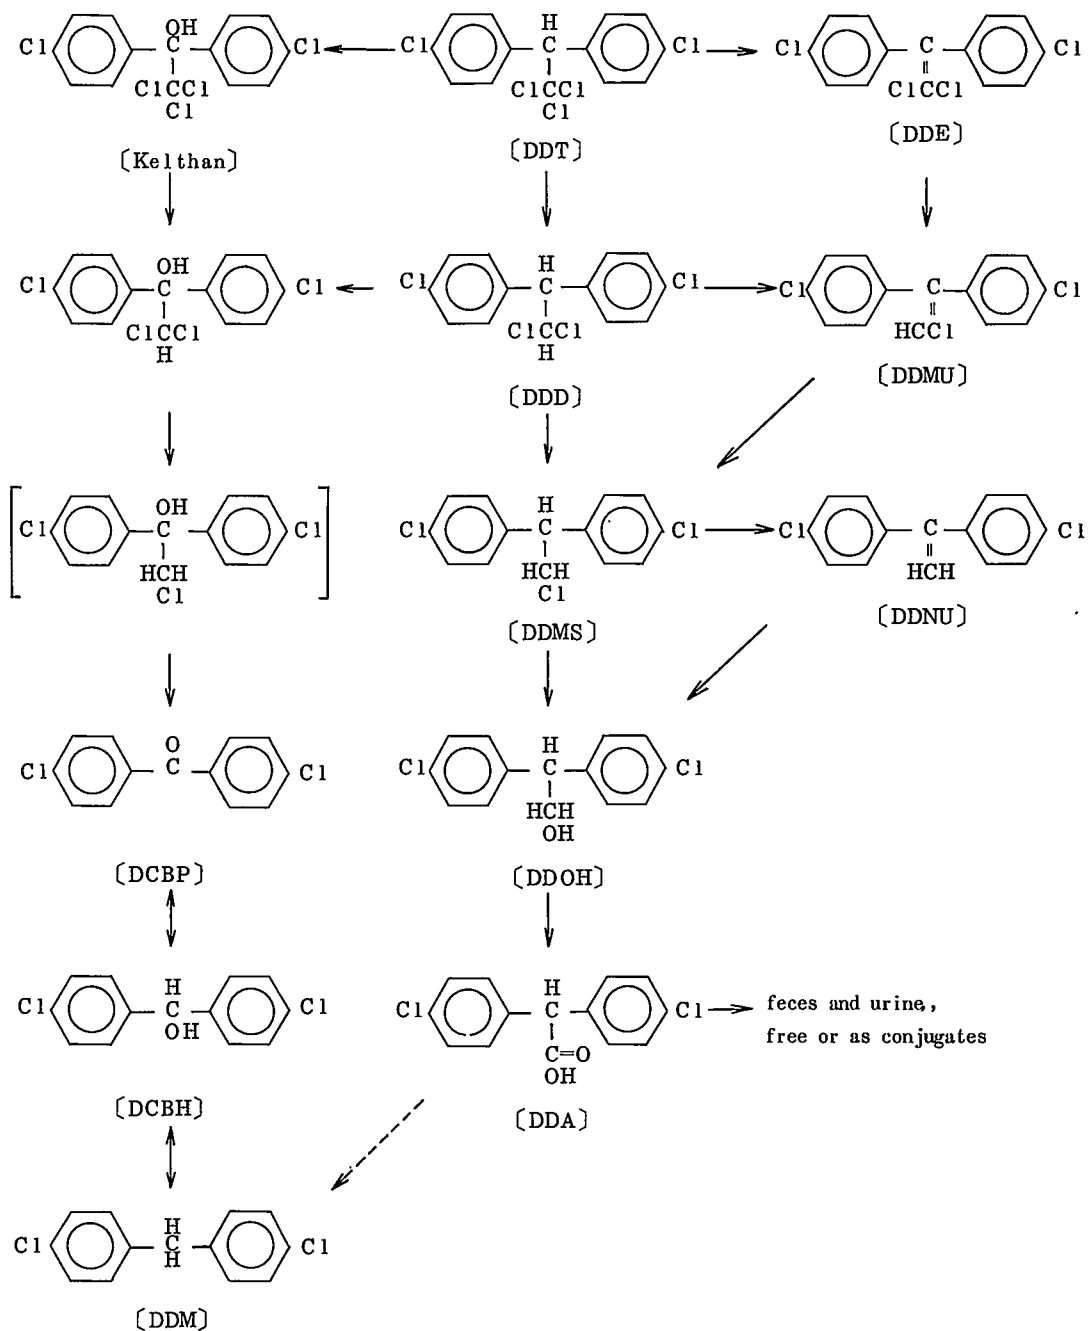 OH H
Cl C Cl Cl C Cl Cl C Cl
ClCCl ClCCl ClCCl
Cl Cl
[Kelthan] [DDT] [DDE]
OH H
Cl C Cl Cl C Cl Cl C Cl
ClCCl ClCCl HCCl
H H
[DDD] [DDMU]
OH H
Cl C Cl Cl C Cl Cl C Cl
HCH HCH HCH
Cl Cl
[DDMS] [DDNU]
O H
Cl C Cl Cl C Cl
HCH
OH
[DCBP] [DDOH]
H H
Cl C Cl Cl C Cl feces and urine,,
OH C=O free or as conjugates
OH
[DCBH] [DDA]
H
Cl C Cl
H
[DDM]